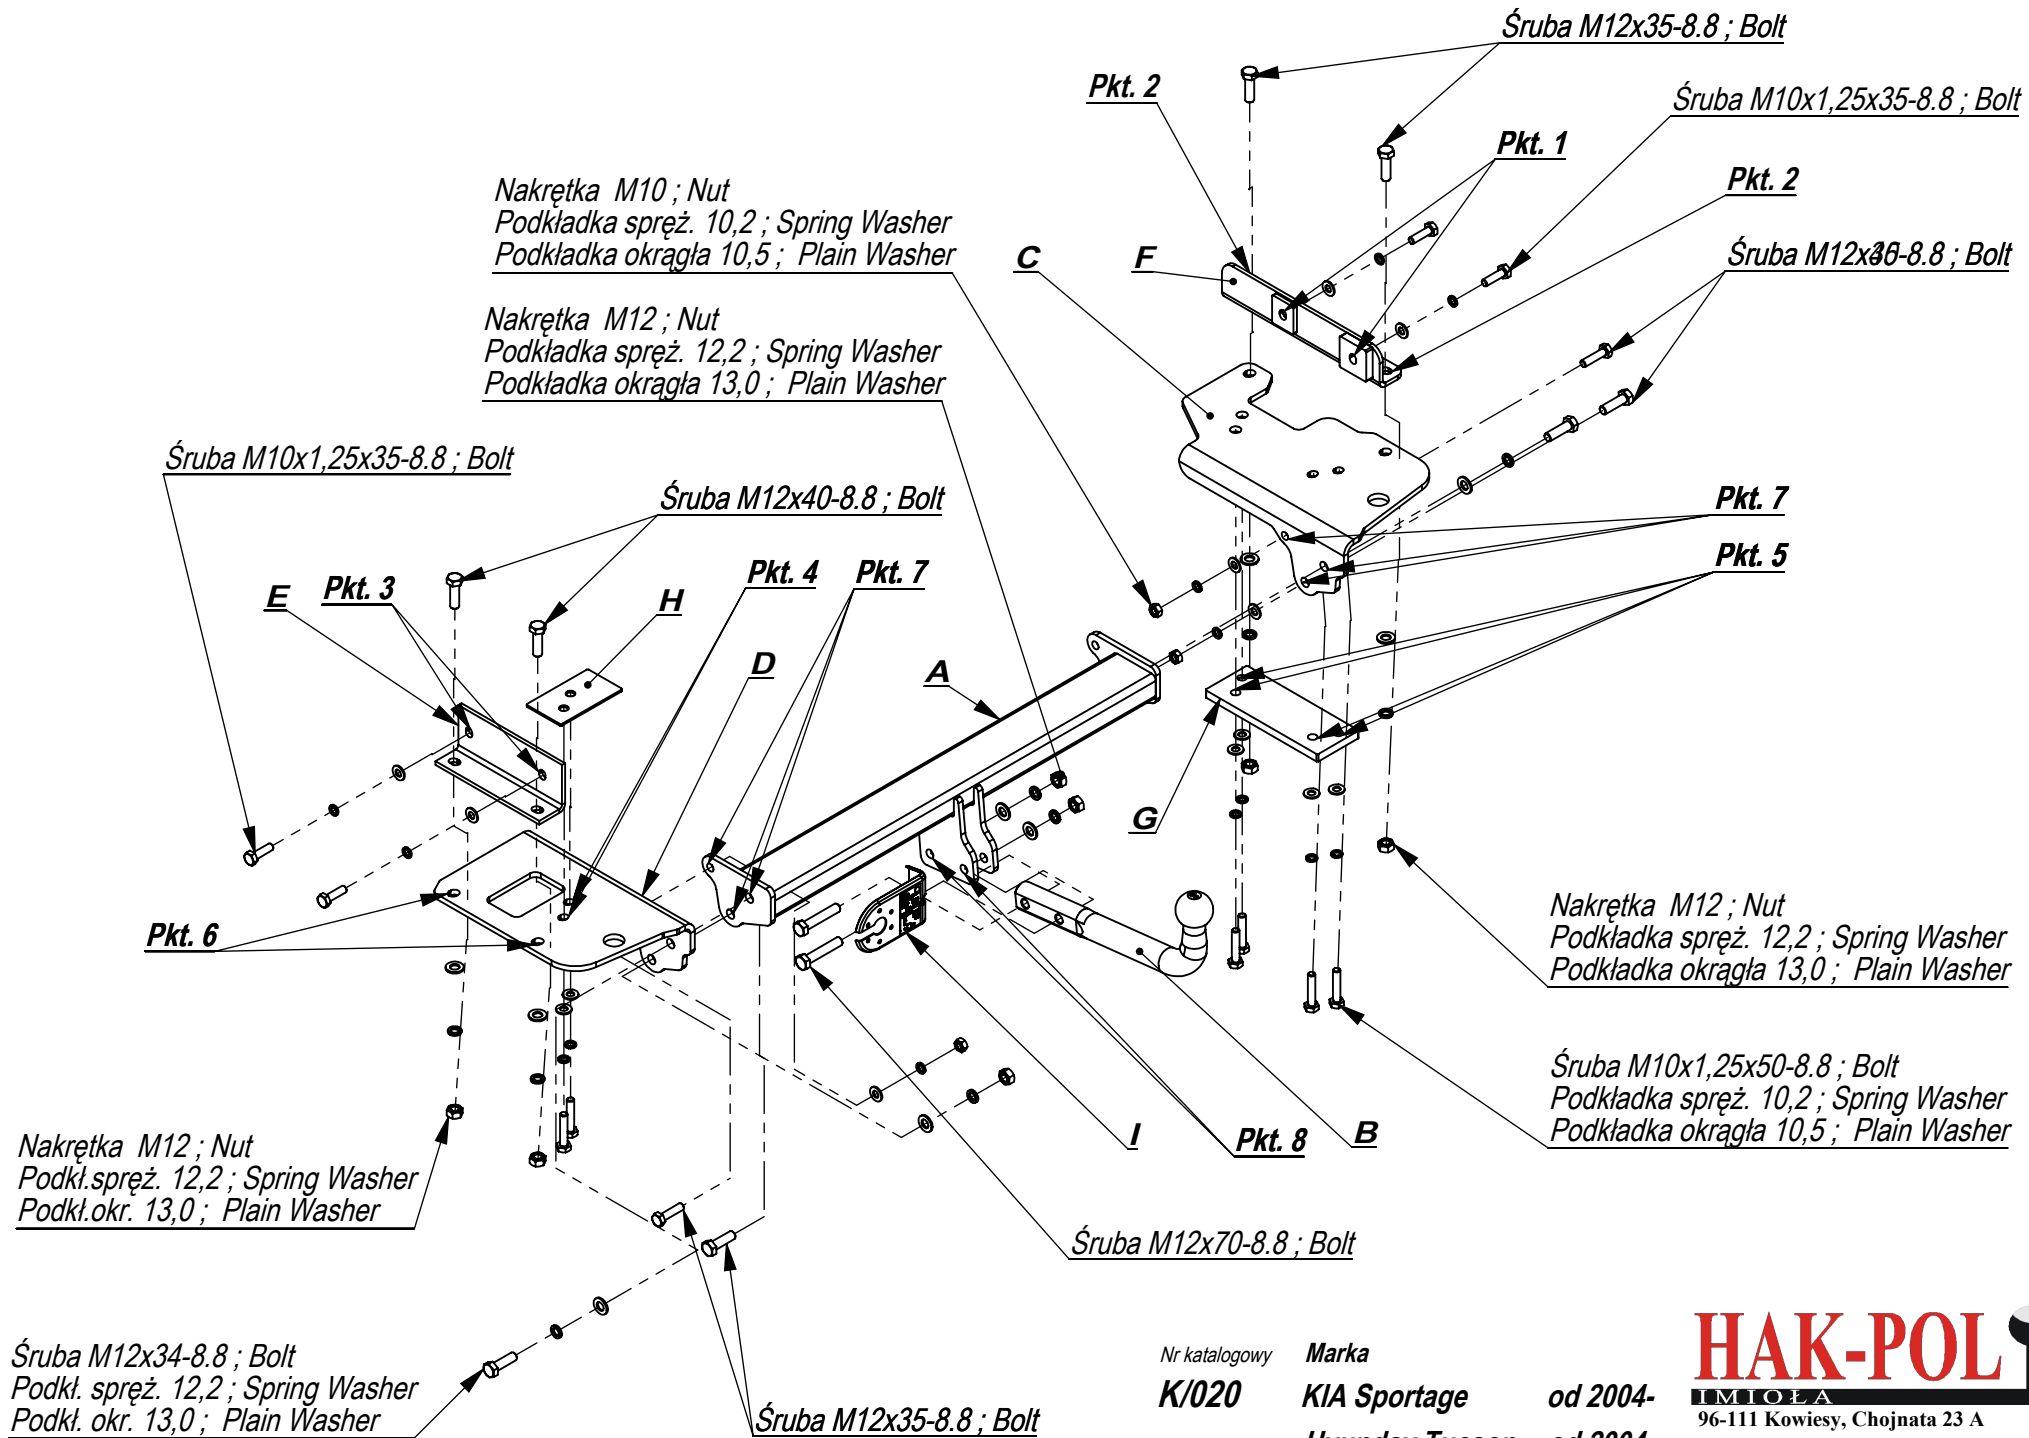 Śruba M12x35-8.8 ; Bolt
Pkt. 2
Śruba M10x1,25x35-8.8 ; Bolt
Pkt. 1
Pkt. 2
Nakrętka M10 ; Nut
Podkładka spręż. 10,2 ; Spring Washer
Podkładka okrągła 10,5 ; Plain Washer
C
F
Śruba -8.8 ; Bolt
Nakrętka M12 ; Nut
Podkładka spręż. 12,2 ; Spring Washer
Podkładka okrągła 13,0 ; Plain Washer
Śruba M10x1,25x35-8.8 ; Bolt
Śruba M12x40-8.8 ; Bolt
Pkt. 7
Pkt. 5
E
Pkt. 3
H
Pkt. 4
Pkt. 7
D
A
G
Pkt. 6
Nakrętka M12 ; Nut
Podkładka spręż. 12,2 ; Spring Washer
Podkładka okrągła 13,0 ; Plain Washer
Śruba M10x1,25x50-8.8 ; Bolt
Podkładka spręż. 10,2 ; Spring Washer
Podkładka okrągła 10,5 ; Plain Washer
I
Pkt. 8
B
Nakrętka M12 ; Nut
Podkł.spręż. 12,2 ; Spring Washer
Podkł.okr. 13,0 ; Plain Washer
Śruba M12x70-8.8 ; Bolt
Śruba M12x34-8.8 ; Bolt
Podkł. spręż. 12,2 ; Spring Washer
Podkł. okr. 13,0 ; Plain Washer
Śruba M12x35-8.8 ; Bolt
Nr katalogowy Marka
K/020 KIA Sportage od 2004-
HAK-POL
IMIOŁA
96-111 Kowiesy, Chojnata 23 A